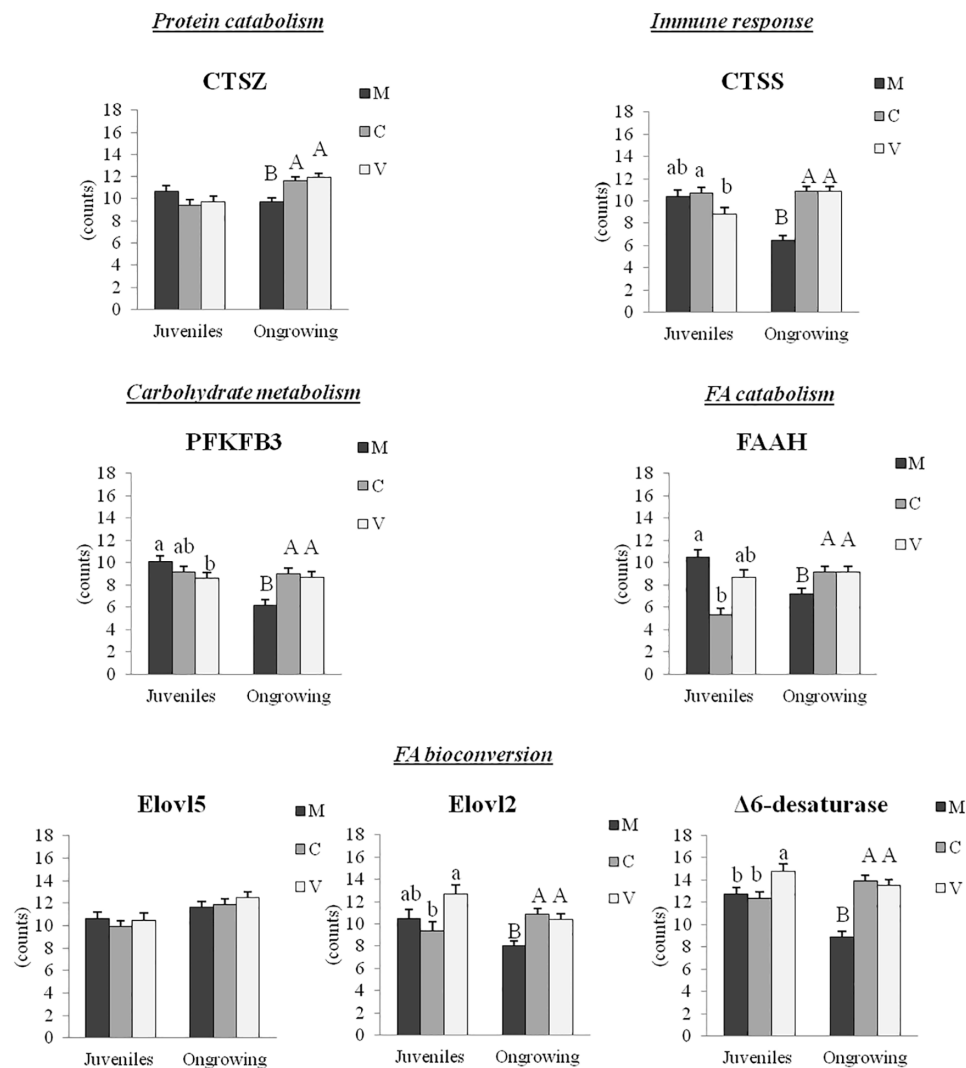 Protein catabolism
CTSZ
M
C
V
(counts)
18
16
14
12
10
8
6
4
2
0
B
A
A
Juveniles
Ongrowing
Immune response
CTSS
M
C
V
(counts)
18
16
14
12
10
8
6
4
2
0
ab
a
b
B
A
A
Juveniles
Ongrowing
Carbohydrate metabolism
PFKFB3
M
C
V
(counts)
18
16
14
12
10
8
6
4
2
0
a
ab
b
B
A
A
Juveniles
Ongrowing
FA catabolism
FAAH
M
C
V
(counts)
18
16
14
12
10
8
6
4
2
0
a
b
ab
B
A
A
Juveniles
Ongrowing
FA bioconversion
Elovl5
M
C
V
(counts)
18
16
14
12
10
8
6
4
2
0
Juveniles
Ongrowing
Elovl2
M
C
V
(counts)
18
16
14
12
10
8
6
4
2
0
ab
b
a
B
A
A
Juveniles
Ongrowing
Δ6-desaturase
M
C
V
(counts)
18
16
14
12
10
8
6
4
2
0
b
b
a
B
A
A
Juveniles
Ongrowing